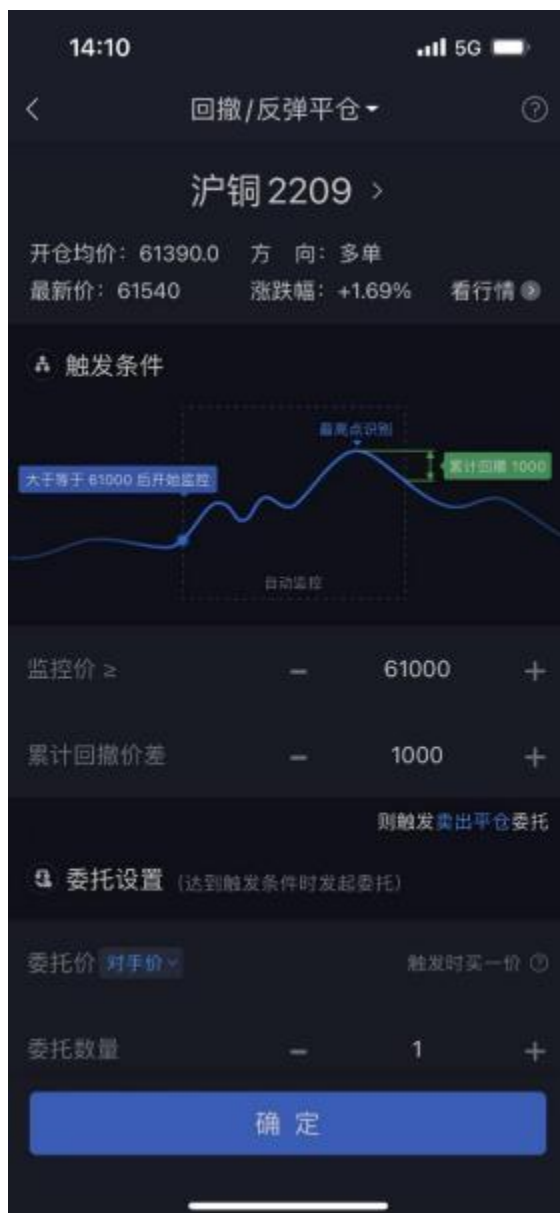 14:10 5G
回撤/反弹平仓
沪铜2209 >
开仓均价：61390.0 方 向：多单
最新价：61540 涨跌幅：+1.69% 看行情
触发条件
最高点识别
大于等于 61000 后开始监控 累计回撤 1000
自动监控
监控价 ≥ － 61000 ＋
累计回撤价差 － 1000 ＋
则触发卖出平仓委托
委托设置（达到触发条件时发起委托）
委托价 对手价 触发时买一价
委托数量 － 1 ＋
确 定